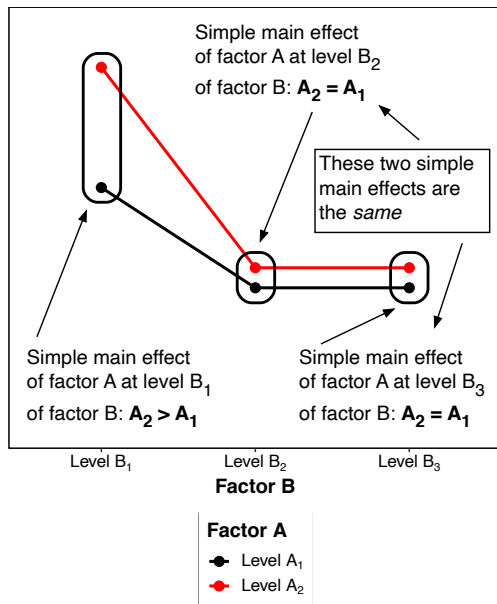 Simple main effect
of factor A at level B₂
of factor B: A₂ = A₁
These two simple
main effects are
the same
Simple main effect
of factor A at level B₁
of factor B: A₂ > A₁
Simple main effect
of factor A at level B₃
of factor B: A₂ = A₁
Level B₁
Level B₂
Level B₃
Factor B
Factor A
Level A₁
Level A₂